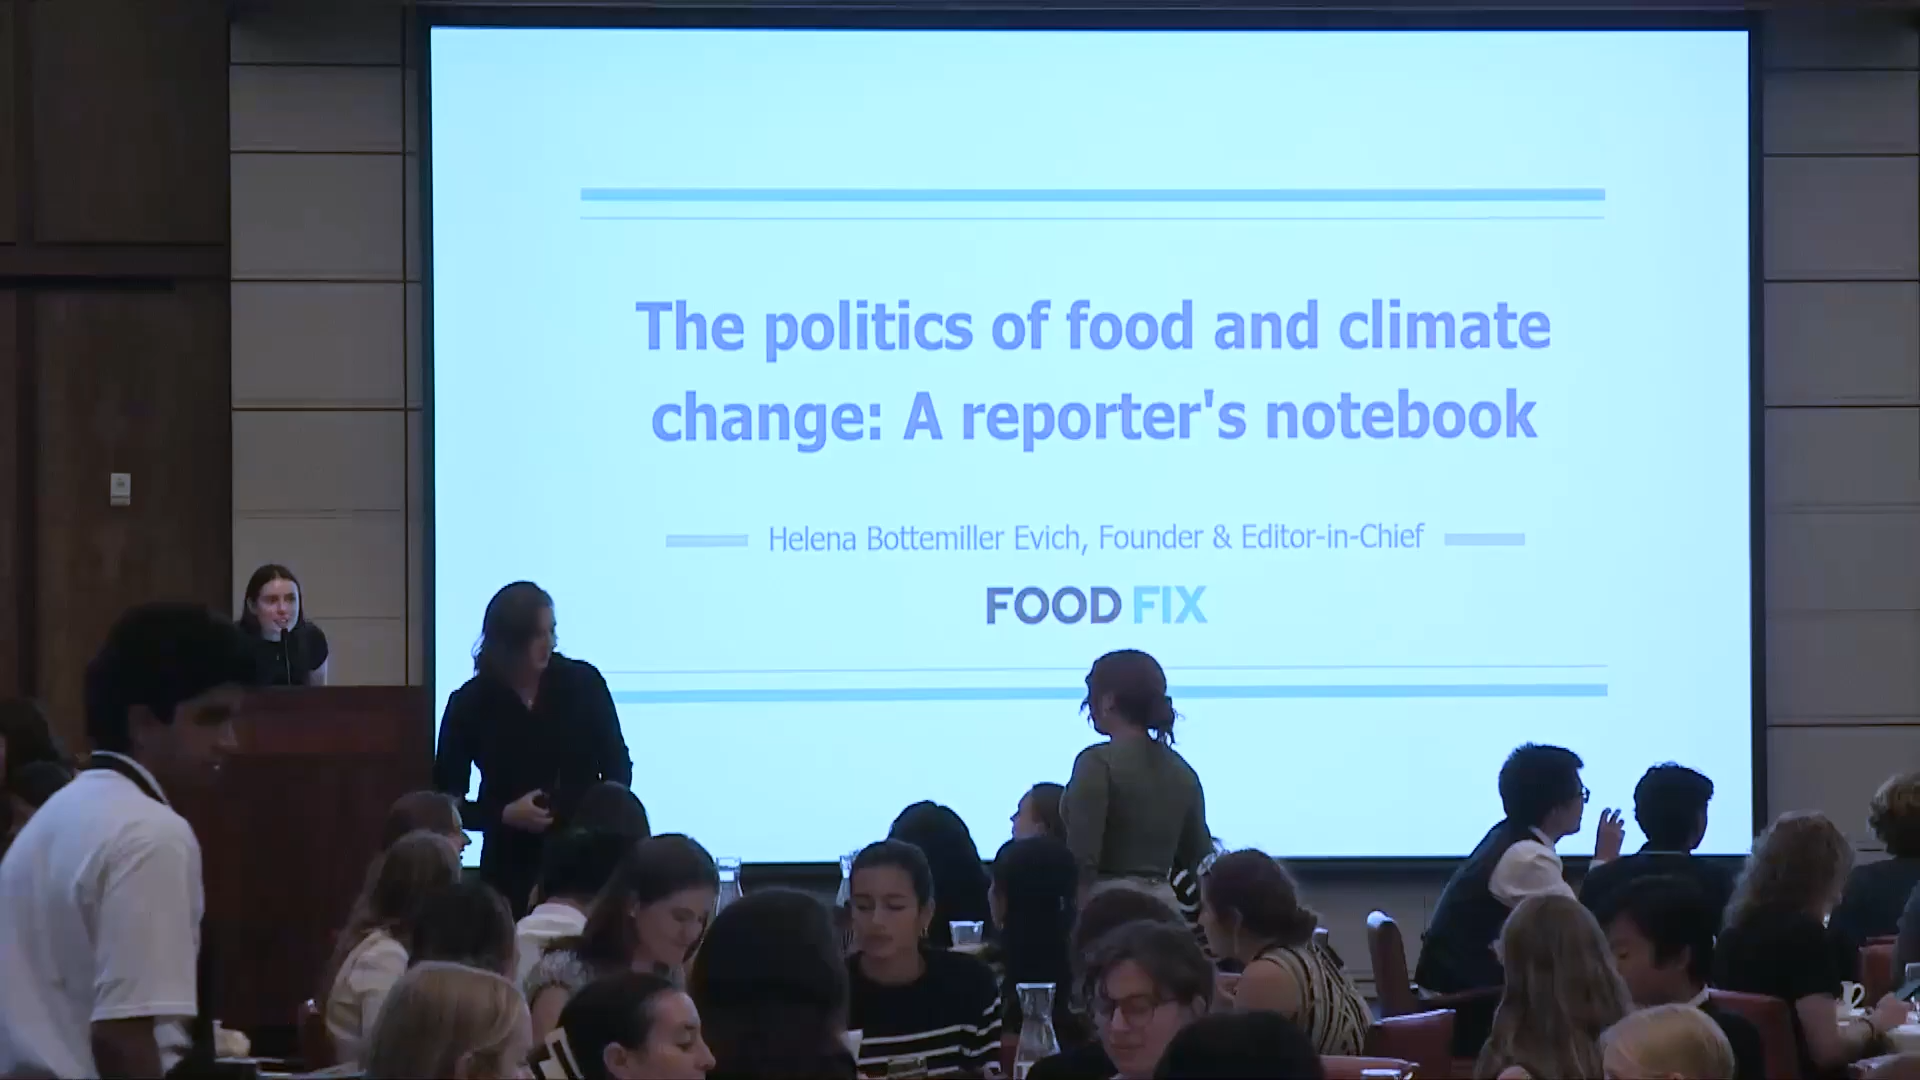 The politics of food and climate
change: A reporter's notebook
Helena Bottemiller Evich, Founder & Editor-in-Chief
FOOD FIX